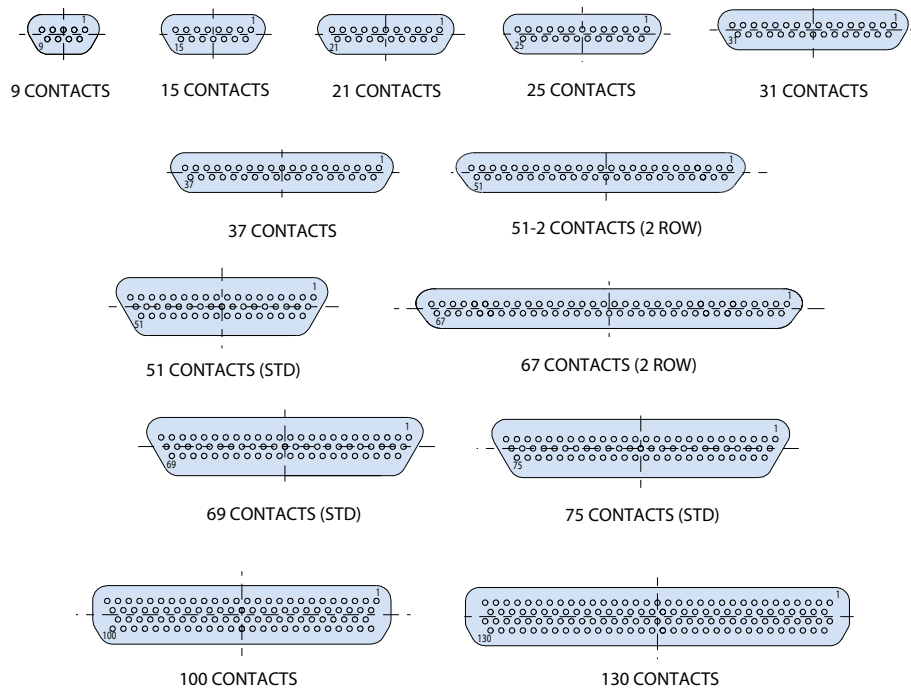 1
9
9 CONTACTS
1
15
15 CONTACTS
1
21
21 CONTACTS
1
25
25 CONTACTS
1
31
31 CONTACTS
1
37
37 CONTACTS
1
51
51-2 CONTACTS (2 ROW)
1
51
51 CONTACTS (STD)
1
67
67 CONTACTS (2 ROW)
1
69
69 CONTACTS (STD)
1
75
75 CONTACTS (STD)
1
100
100 CONTACTS
1
130
130 CONTACTS